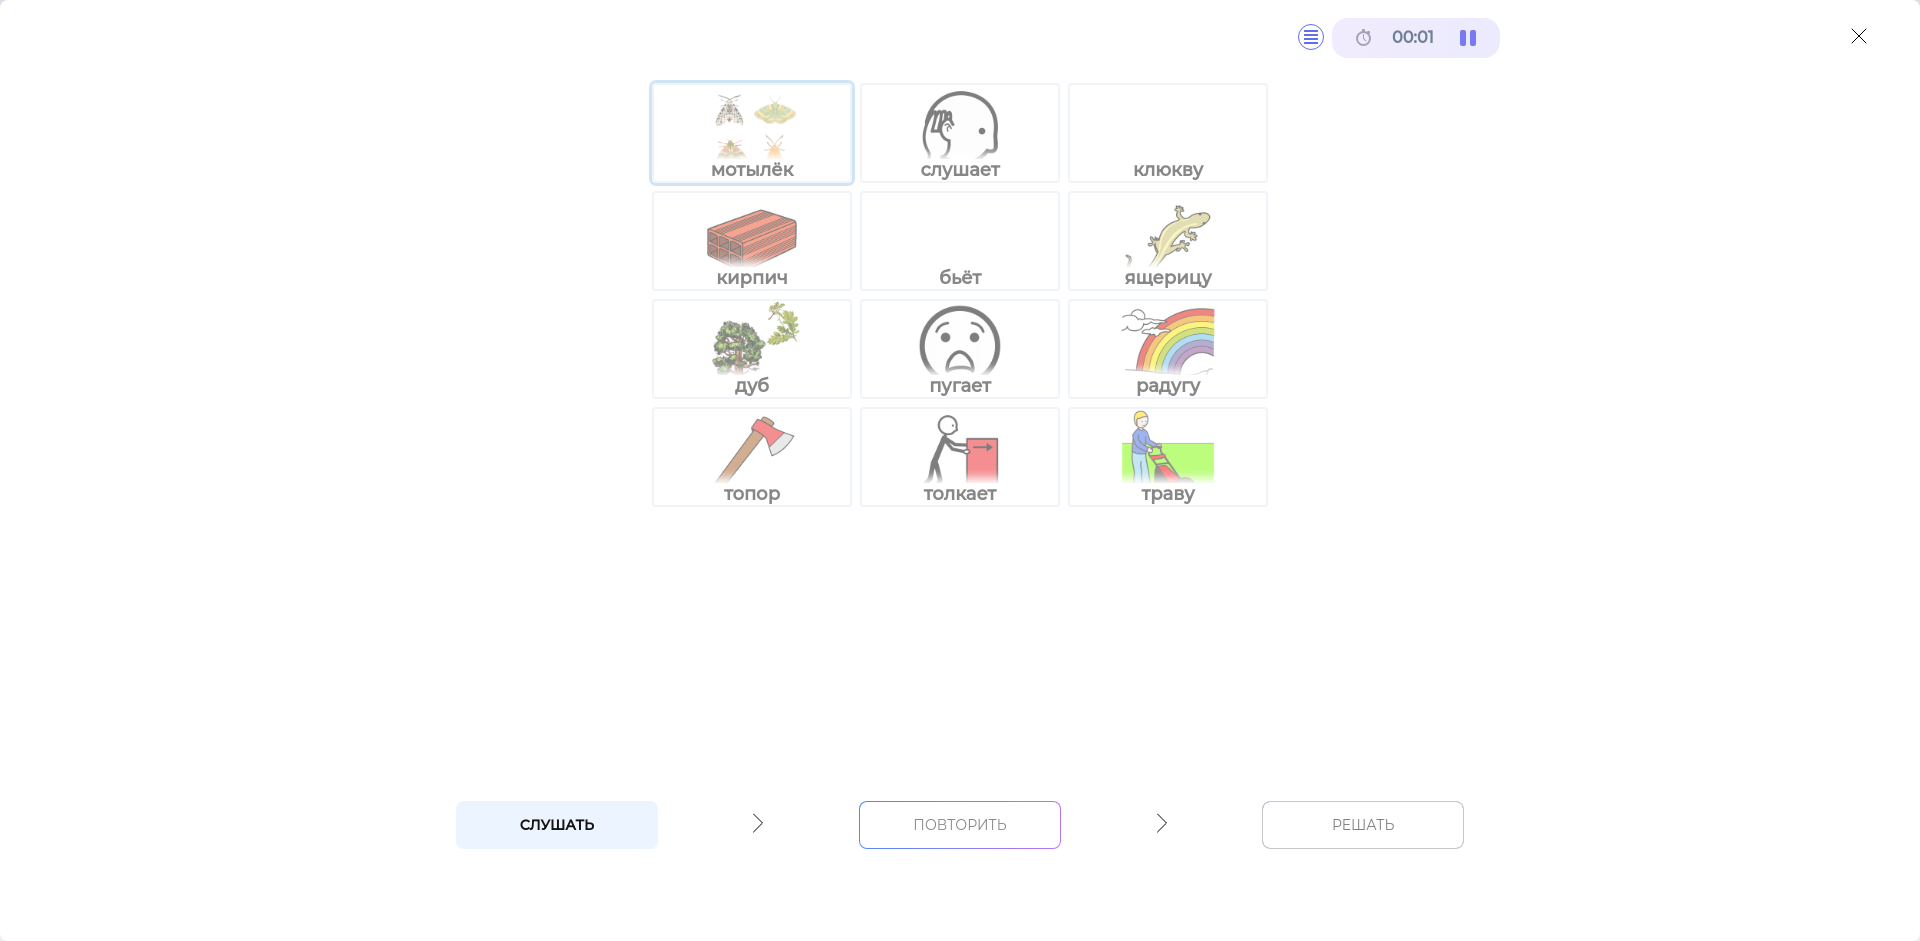 00:01
мотылёк
слушает
клюкву
кирпич
бьёт
ящерицу
дуб
пугает
радугу
топор
толкает
траву
СЛУШАТЬ
ПОВТОРИТЬ
РЕШАТЬ